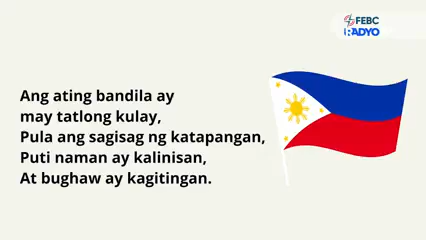 FEBC
RADYO
Ang ating bandila ay
may tatlong kulay,
Pula ang sagisag ng katapangan,
Puti naman ay kalinisan,
At bughaw ay kagitingan.